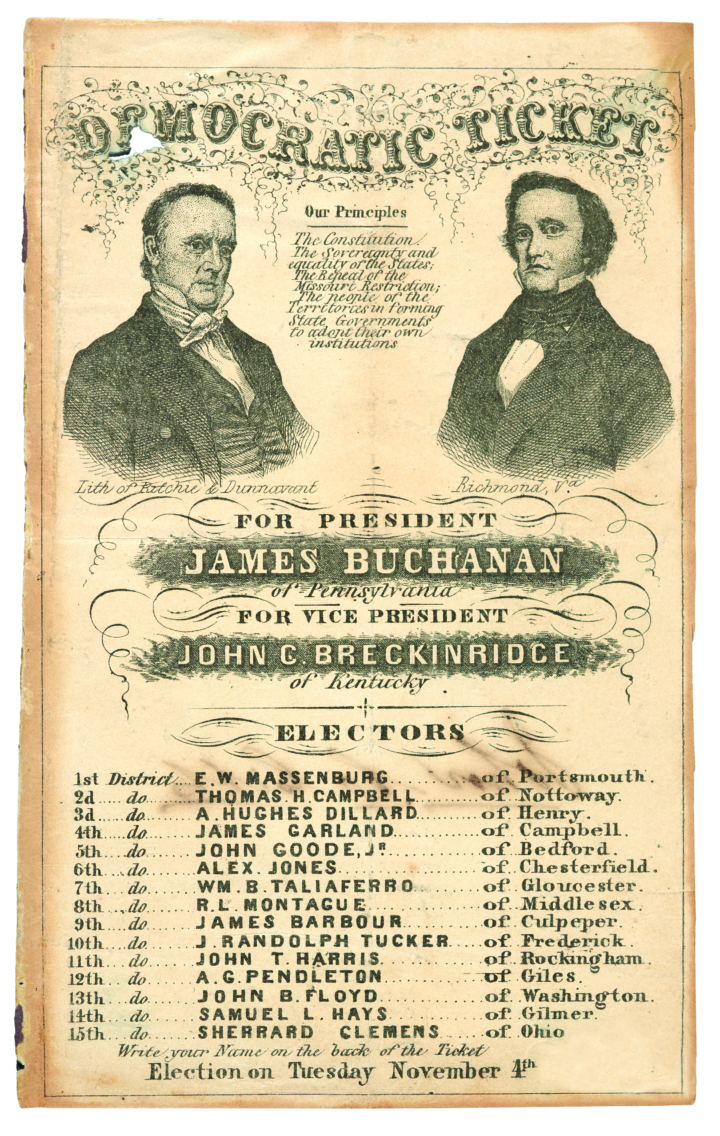 DEMOCRATIC TICKET
Our Principles
The Constitution.
The Sovereignty and
equality of the States;
The Repeal of the
Missouri Restriction;
The people of the
Territories in forming
State Governments
to adopt their own
institutions
Lith of Ritchie & Dunnavant Richmond, Va
FOR PRESIDENT
JAMES BUCHANAN
of Pennsylvania
FOR VICE PRESIDENT
JOHN C. BRECKINRIDGE
of Kentucky
ELECTORS
1st District.... E. W. MASSENBURG.......... of Portsmouth.
2d..... do........ THOMAS. H. CAMPBELL....... of Nottoway.
3d..... do........ A. HUGHES DILLARD....... of Henry.
4th.... do....... JAMES GARLAND.......... of Campbell.
5th.... do....... JOHN GOODE, Jr........... of Bedford.
6th.... do....... ALEX. JONES................ of Chesterfield.
7th.... do....... WM. B. TALIAFERRO....... of Gloucester.
8th.... do....... R. L. MONTAGUE............ of Middlesex.
9th.... do....... JAMES BARBOUR........ of Culpeper.
10th... do....... J. RANDOLPH TUCKER..... of Frederick.
11th.... do....... JOHN T. HARRIS........... of Rockingham.
12th... do....... A. G. PENDLETON.......... of Giles.
13th... do....... JOHN B. FLOYD............ of Washington.
14th... do....... SAMUEL L. HAYS.......... of Gilmer.
15th... do....... SHERRARD CLEMENS..... of Ohio
Write your Name on the back of the Ticket
Election on Tuesday November 4th